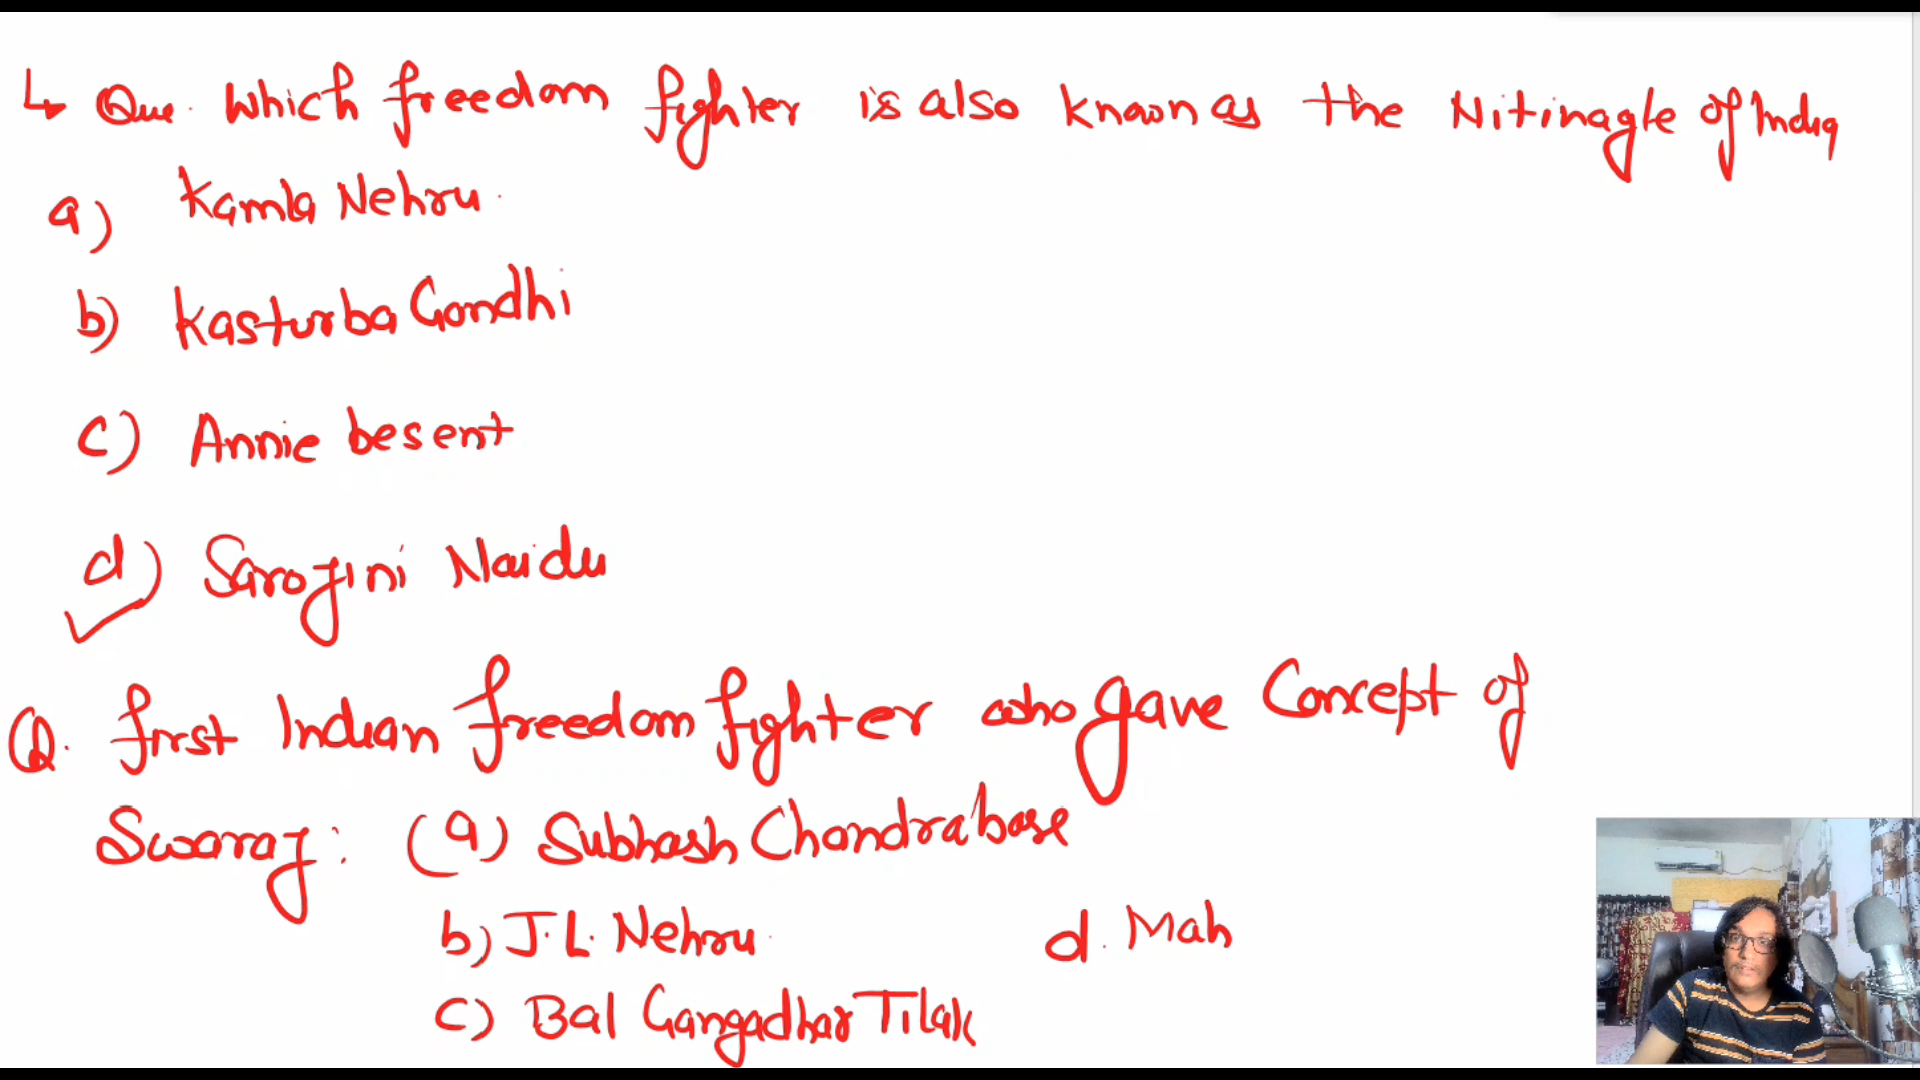 ↳ Que. Which freedom fighter is also known as the Nitinagle of India
a) Kamla Nehru
b) Kasturba Gandhi
c) Annie besent
d) Sarojini Naidu
Q. first Indian freedom fighter who gave Concept of
Swaraj: (a) Subhash Chandra bose
b) J.L. Nehru d. Mah
c) Bal Gangadhar Tilak